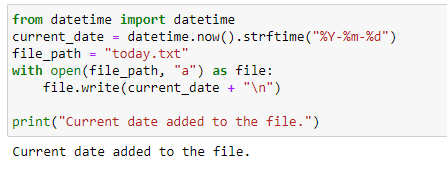 from datetime import datetime
current_date = datetime.now().strftime("%Y-%m-%d")
file_path = "today.txt"
with open(file_path, "a") as file:
    file.write(current_date + "\n")

print("Current date added to the file.")
Current date added to the file.